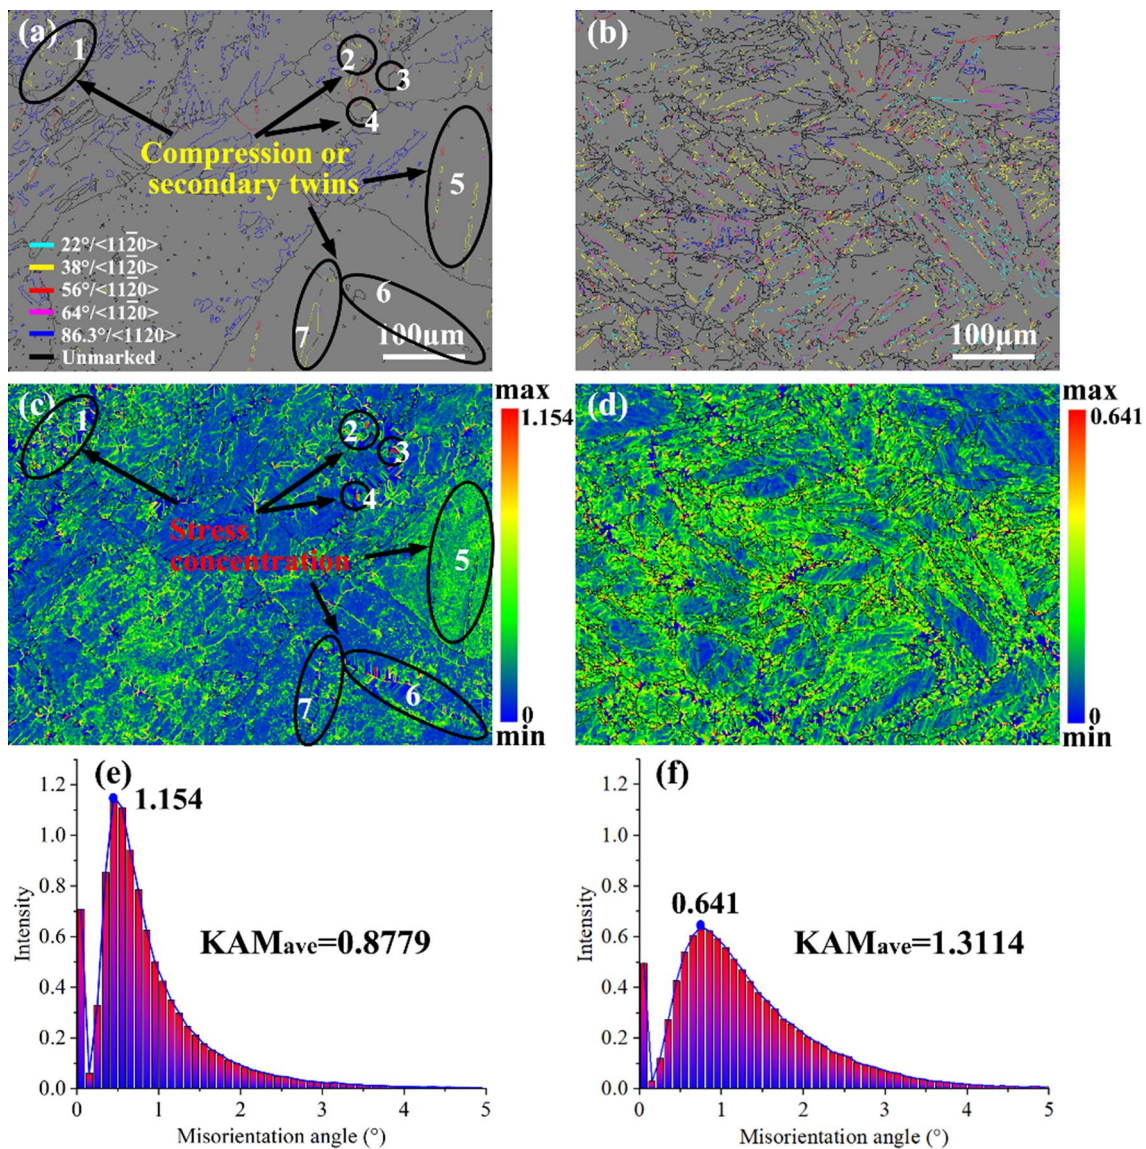 (a)
1
2
3
4
5
6
7
Compression or
secondary twins
22°/<112̄0>
38°/<112̄0>
56°/<112̄0>
64°/<112̄0>
86.3°/<112̄0>
Unmarked
100μm
(b)
100μm
(c)
1
2
3
4
5
6
7
Stress
concentration
max
1.154
0
min
(d)
max
0.641
0
min
(e)
1.154
KAMave=0.8779
Intensity
1.2
1.0
0.8
0.6
0.4
0.2
0.0
0 1 2 3 4 5
Misorientation angle (°)
(f)
0.641
KAMave=1.3114
Intensity
1.2
1.0
0.8
0.6
0.4
0.2
0.0
0 1 2 3 4 5
Misorientation angle (°)